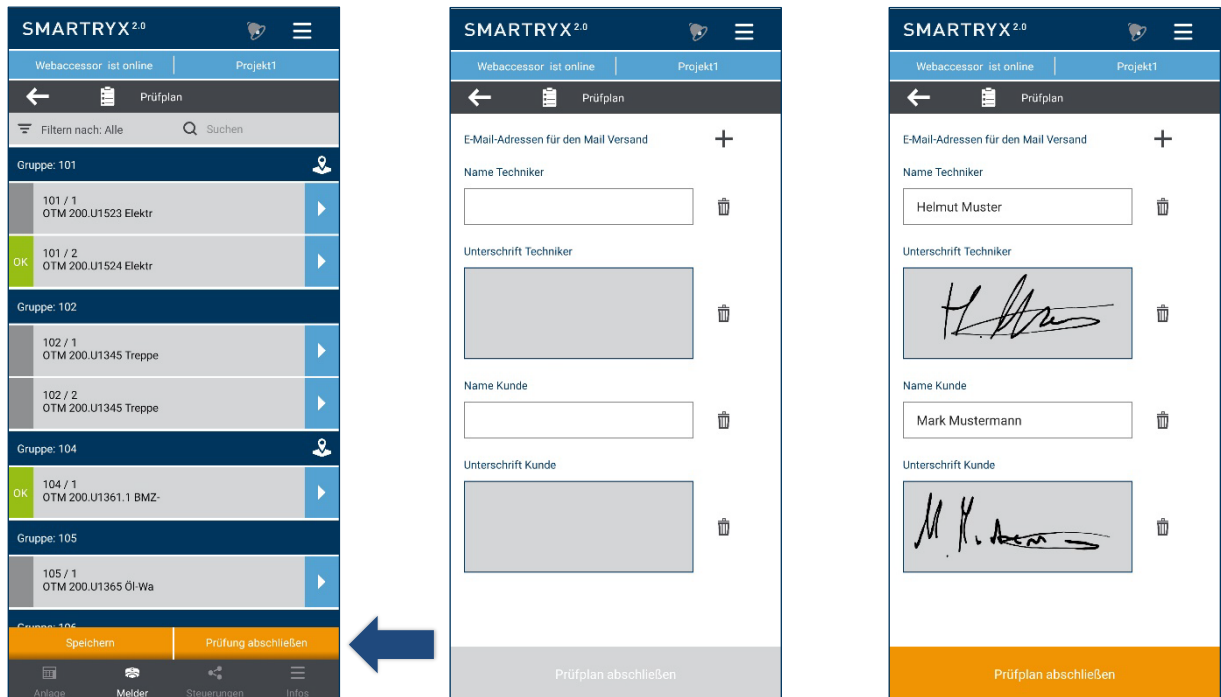 SMARTRYX 2.0
Webaccessor ist online
Projekt1
Prüfplan
Filtern nach: Alle
Suchen
Gruppe: 101
101 / 1
OTM 200.U1523 Elektr
OK
101 / 2
OTM 200.U1524 Elektr
Gruppe: 102
102 / 1
OTM 200.U1345 Treppe
102 / 2
OTM 200.U1345 Treppe
Gruppe: 104
OK
104 / 1
OTM 200.U1361.1 BMZ-
Gruppe: 105
105 / 1
OTM 200.U1365 Öl-Wa
Gruppe: 106
Speichern
Prüfung abschließen
Anlage
Melder
Steuerungen
Infos
SMARTRYX 2.0
Webaccessor ist online
Projekt1
Prüfplan
E-Mail-Adressen für den Mail Versand
Name Techniker
Unterschrift Techniker
Name Kunde
Unterschrift Kunde
Prüfplan abschließen
SMARTRYX 2.0
Webaccessor ist online
Projekt1
Prüfplan
E-Mail-Adressen für den Mail Versand
Name Techniker
Helmut Muster
Unterschrift Techniker
Name Kunde
Mark Mustermann
Unterschrift Kunde
Prüfplan abschließen